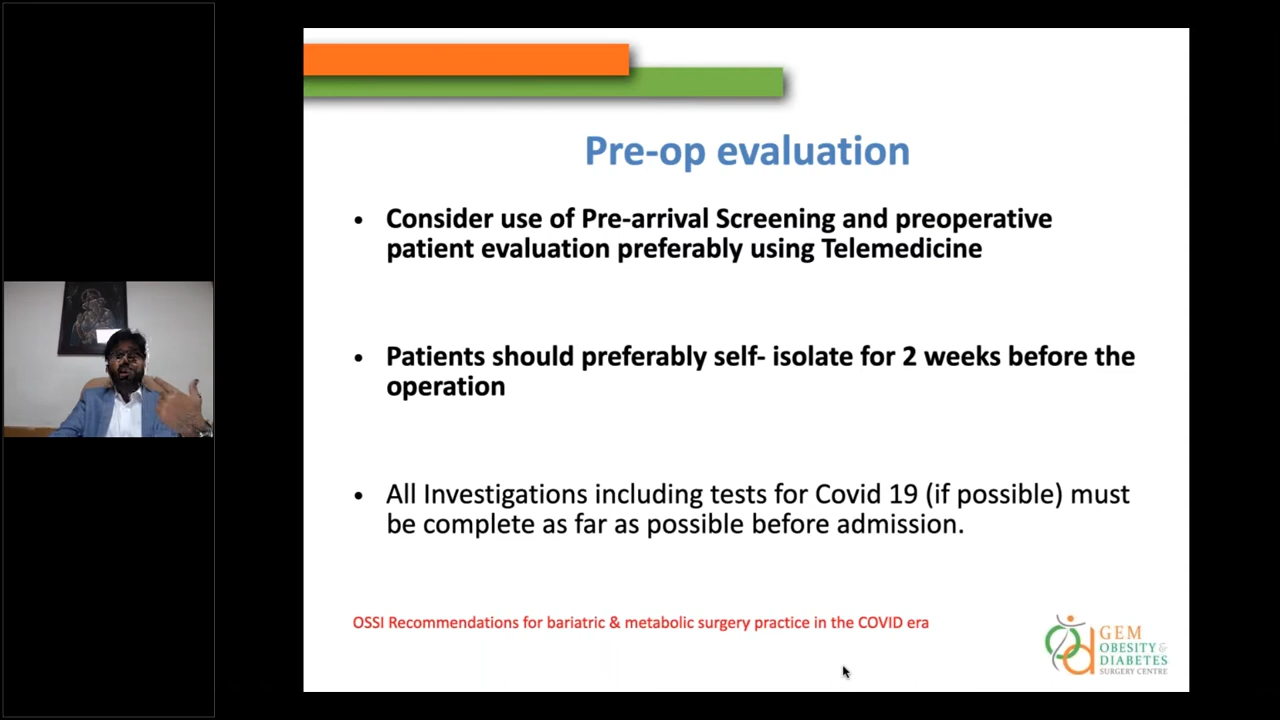 Pre-op evaluation
• Consider use of Pre-arrival Screening and preoperative
patient evaluation preferably using Telemedicine
• Patients should preferably self- isolate for 2 weeks before the
operation
• All Investigations including tests for Covid 19 (if possible) must
be complete as far as possible before admission.
OSSI Recommendations for bariatric & metabolic surgery practice in the COVID era
GEM
OBESITY &
DIABETES
SURGERY CENTRE